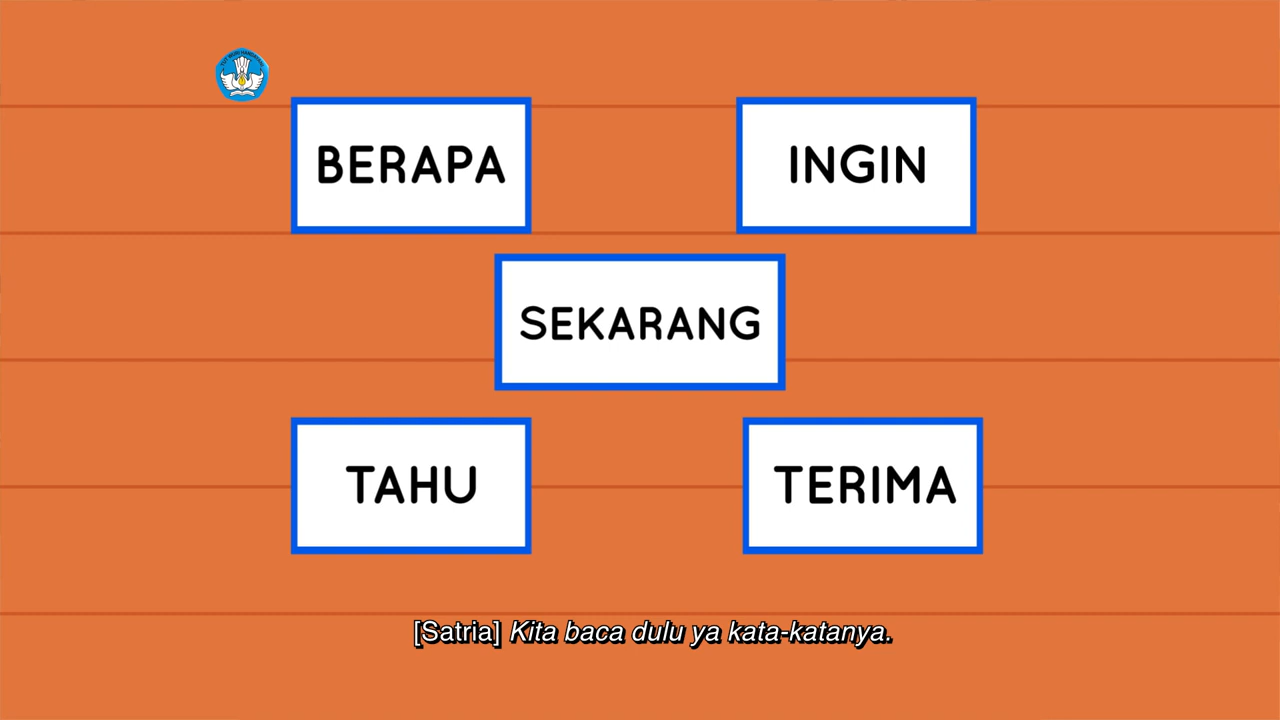 BERAPA
INGIN
SEKARANG
TAHU
TERIMA
[Satria] Kita baca dulu ya kata-katanya.